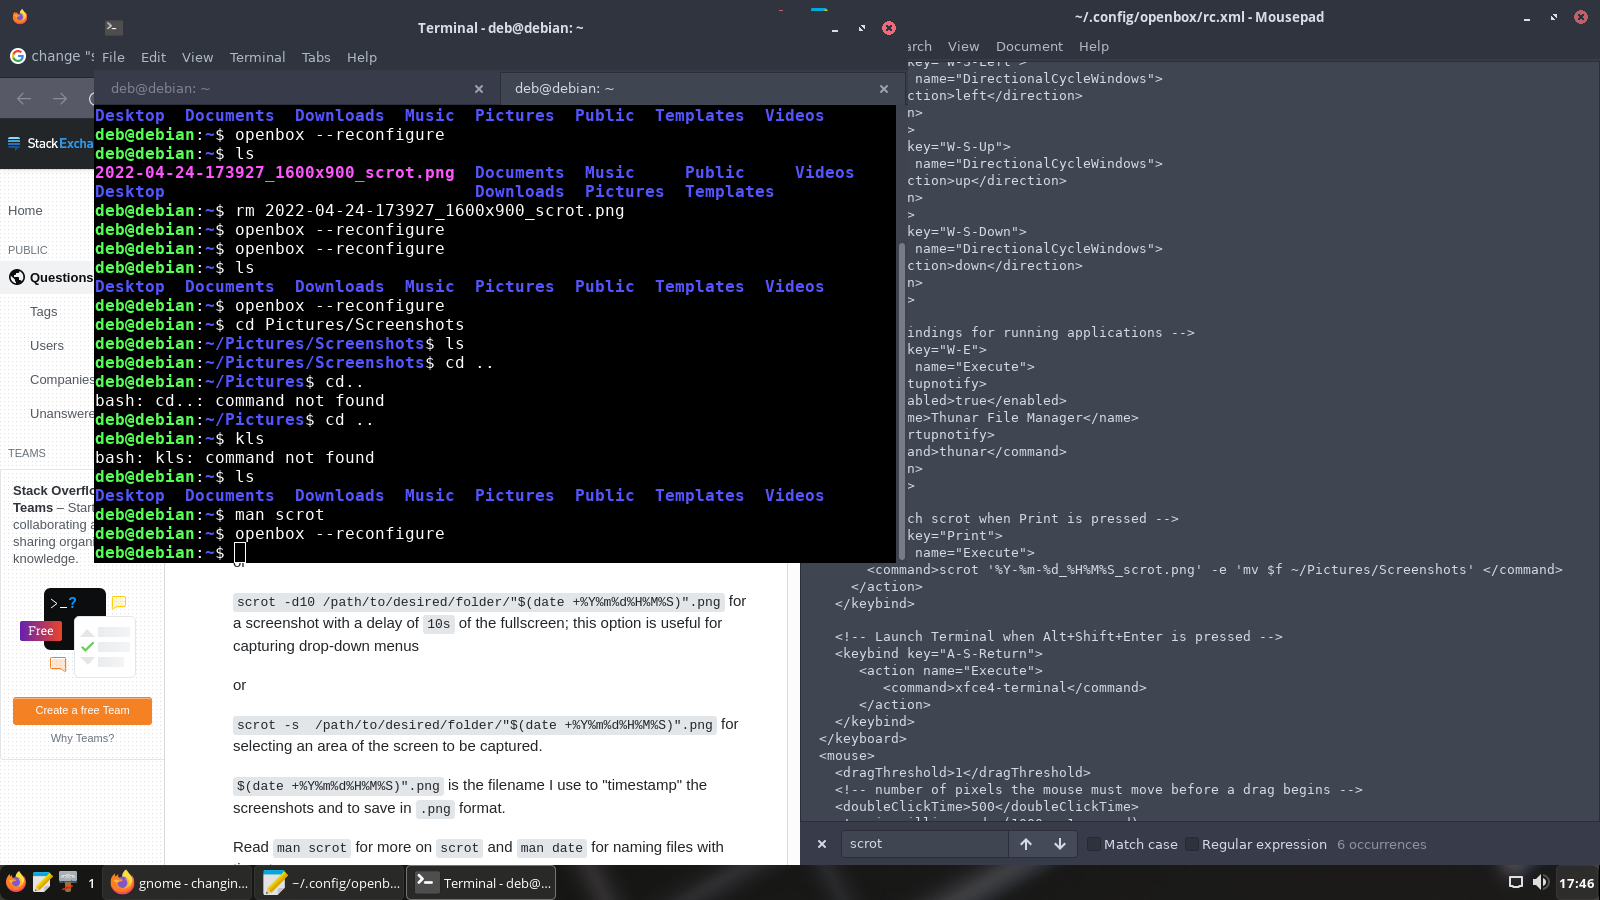 Terminal - deb@debian: ~
File Edit View Terminal Tabs Help
deb@debian: ~
deb@debian: ~
Desktop Documents Downloads Music Pictures Public Templates Videos
deb@debian:~$ openbox --reconfigure
deb@debian:~$ ls
2022-04-24-173927_1600x900_scrot.png Documents Music Public Videos
Desktop Downloads Pictures Templates
deb@debian:~$ rm 2022-04-24-173927_1600x900_scrot.png
deb@debian:~$ openbox --reconfigure
deb@debian:~$ openbox --reconfigure
deb@debian:~$ ls
Desktop Documents Downloads Music Pictures Public Templates Videos
deb@debian:~$ openbox --reconfigure
deb@debian:~$ cd Pictures/Screenshots
deb@debian:~/Pictures/Screenshots$ ls
deb@debian:~/Pictures/Screenshots$ cd ..
deb@debian:~/Pictures$ cd..
bash: cd..: command not found
deb@debian:~/Pictures$ cd ..
deb@debian:~$ kls
bash: kls: command not found
deb@debian:~$ ls
Desktop Documents Downloads Music Pictures Public Templates Videos
deb@debian:~$ man scrot
deb@debian:~$ openbox --reconfigure
deb@debian:~$
change "s
StackExcha
Home
PUBLIC
Questions
Tags
Users
Companies
Unanswere
TEAMS
Stack Overflo
Teams – Start
collaborating a
sharing organi
knowledge.
>_?
Free
Create a free Team
Why Teams?
or
scrot -d10 /path/to/desired/folder/"$(date +%Y%m%d%H%M%S)".png for
a screenshot with a delay of 10s of the fullscreen; this option is useful for
capturing drop-down menus
or
scrot -s /path/to/desired/folder/"$(date +%Y%m%d%H%M%S)".png for
selecting an area of the screen to be captured.
$(date +%Y%m%d%H%M%S)".png is the filename I use to "timestamp" the
screenshots and to save in .png format.
Read man scrot for more on scrot and man date for naming files with
~/.config/openbox/rc.xml - Mousepad
arch View Document Help
key="W-S-Left">
name="DirectionalCycleWindows">
ction>left</direction>
n>
>
key="W-S-Up">
name="DirectionalCycleWindows">
ction>up</direction>
n>
>
key="W-S-Down">
name="DirectionalCycleWindows">
ction>down</direction>
n>
>
indings for running applications -->
key="W-E">
name="Execute">
tupnotify>
abled>true</enabled>
me>Thunar File Manager</name>
rtupnotify>
and>thunar</command>
n>
>
ch scrot when Print is pressed -->
key="Print">
name="Execute">
<command>scrot '%Y-%m-%d_%H%M%S_scrot.png' -e 'mv $f ~/Pictures/Screenshots' </command>
</action>
</keybind>
<!-- Launch Terminal when Alt+Shift+Enter is pressed -->
<keybind key="A-S-Return">
<action name="Execute">
<command>xfce4-terminal</command>
</action>
</keybind>
</keyboard>
<mouse>
<dragThreshold>1</dragThreshold>
<!-- number of pixels the mouse must move before a drag begins -->
<doubleClickTime>500</doubleClickTime>
scrot Match case Regular expression 6 occurrences
1 gnome - changin... ~/.config/openb... Terminal - deb@... 17:46